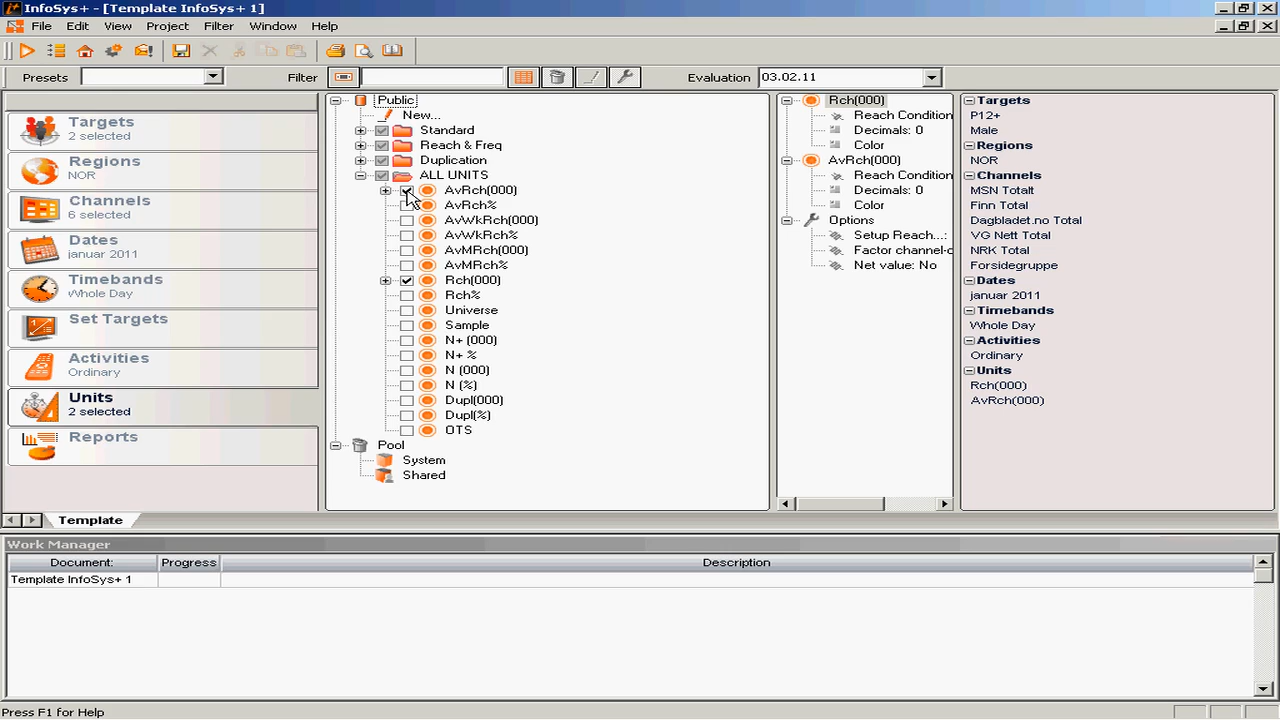 InfoSys+ - [Template InfoSys+ 1]
File Edit View Project Filter Window Help
Presets Filter Evaluation 03.02.11
Targets
2 selected
Regions
NOR
Channels
6 selected
Dates
januar 2011
Timebands
Whole Day
Set Targets
Activities
Ordinary
Units
2 selected
Reports
Public
New...
Standard
Reach & Freq
Duplication
ALL UNITS
AvRch(000)
AvRch%
AvWkRch(000)
AvWkRch%
AvMRch(000)
AvMRch%
Rch(000)
Rch%
Universe
Sample
N+ (000)
N+ %
N (000)
N (%)
Dupl(000)
Dupl(%)
OTS
Pool
System
Shared
Rch(000)
Reach Condition
Decimals: 0
Color
AvRch(000)
Reach Condition
Decimals: 0
Color
Options
Setup Reach...:
Factor channel-c
Net value: No
Targets
P12+
Male
Regions
NOR
Channels
MSN Totalt
Finn Total
Dagbladet.no Total
VG Nett Total
NRK Total
Forsidegruppe
Dates
januar 2011
Timebands
Whole Day
Activities
Ordinary
Units
Rch(000)
AvRch(000)
Template
Work Manager
Document: Progress Description
Template InfoSys+ 1
Press F1 for Help